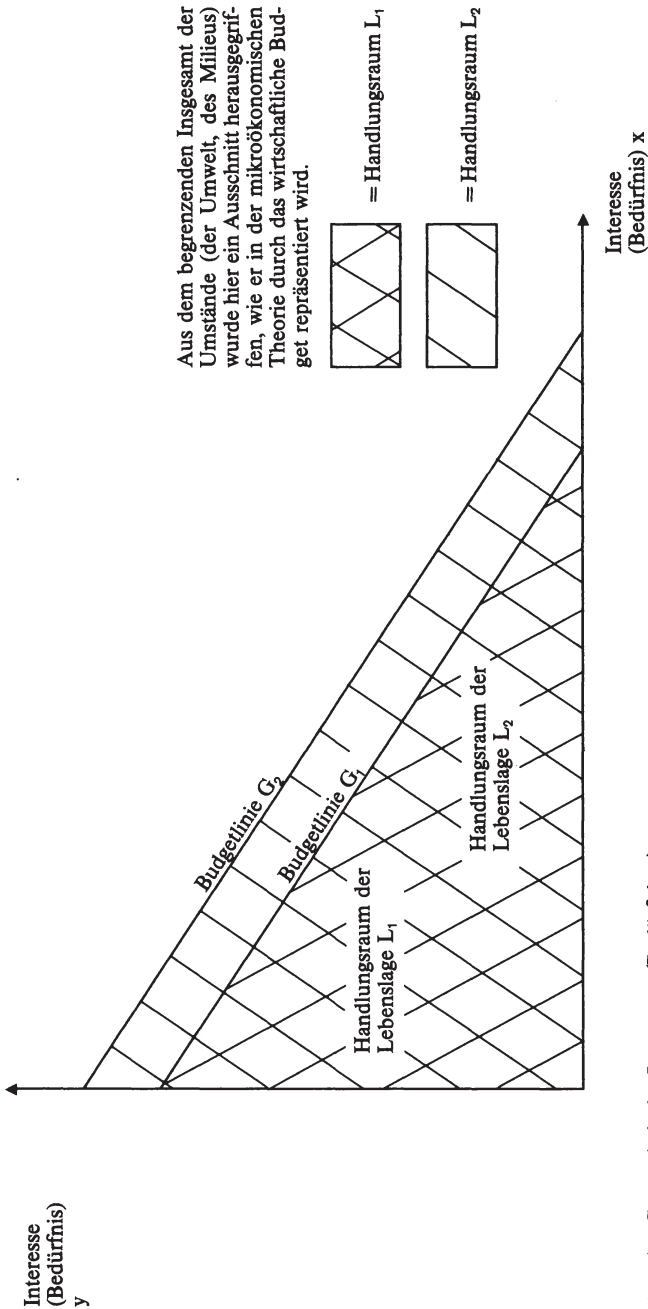 Interesse
(Bedürfnis)
y
Aus dem begrenzenden Insgesamt der
Umstände (der Umwelt, des Milieus)
wurde hier ein Ausschnitt herausgegrif-
fen, wie er in der mikroökonomischen
Theorie durch das wirtschaftliche Bud-
get repräsentiert wird.
= Handlungsraum L₁
= Handlungsraum L₂
Budgetlinie G₂
Budgetlinie G₁
Handlungsraum der
Lebenslage L₁
Handlungsraum der
Lebenslage L₂
Interesse
(Bedürfnis) x